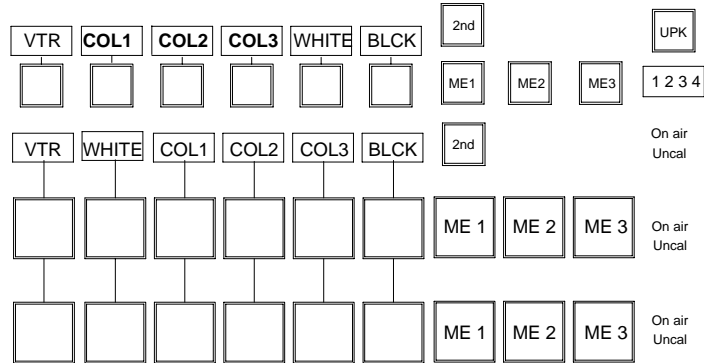 2nd
UPK
VTR COL1 COL2 COL3 WHITE BLCK
ME1 ME2 ME3 1 2 3 4
VTR WHITE COL1 COL2 COL3 BLCK 2nd On air
Uncal
ME 1 ME 2 ME 3 On air
Uncal
ME 1 ME 2 ME 3 On air
Uncal